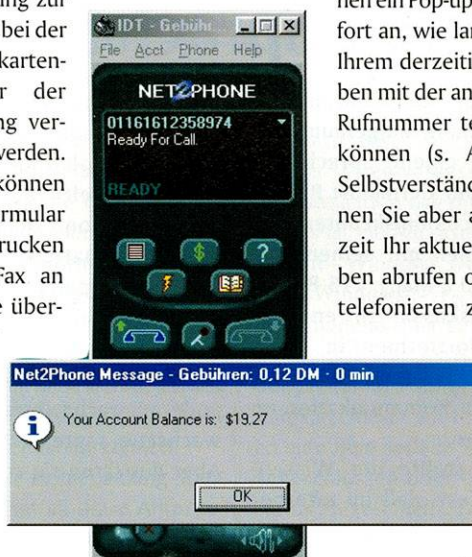 ung zur
bei der
karten-
r der
ng ver-
verden.
können
rmular
rucken
Fax an
e über-
IDT - Gebühr
File Acct Phone Help
NET2PHONE
01161612358974
Ready For Call.
READY
Net2Phone Message - Gebühren: 0,12 DM - 0 min
Your Account Balance is: $19.27
OK
nen ein Pop-up
fort an, wie lan
Ihrem derzeiti
ben mit der an
Rufnummer te
können (s. A
Selbstverständ
nen Sie aber a
zeit Ihr aktue
ben abrufen o
telefonieren z